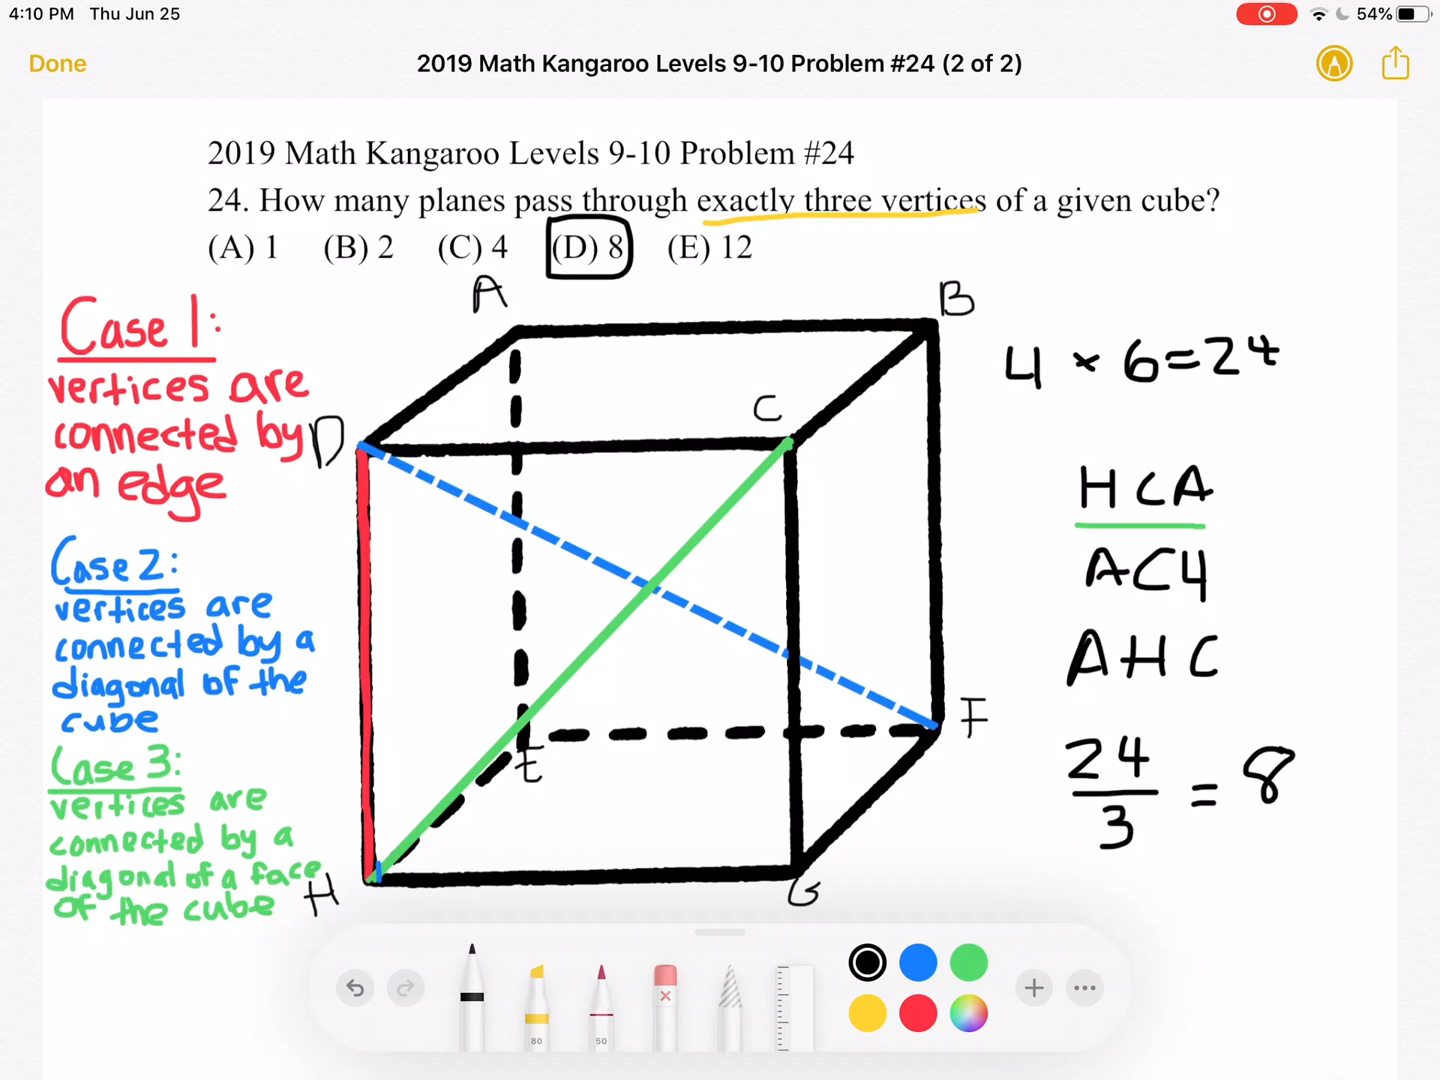 4:10 PM Thu Jun 25
54%
Done
2019 Math Kangaroo Levels 9-10 Problem #24 (2 of 2)
2019 Math Kangaroo Levels 9-10 Problem #24
24. How many planes pass through exactly three vertices of a given cube?
(A) 1 (B) 2 (C) 4 (D) 8 (E) 12
Case 1:
vertices are
connected by
an edge
Case 2:
vertices are
connected by a
diagonal of the
cube
Case 3:
vertices are
connected by a
diagonal of a face
of the cube
A
B
C
D
E
F
G
H
4 × 6 = 24
HCA
AC4
AHC
24
3
= 8
80
50